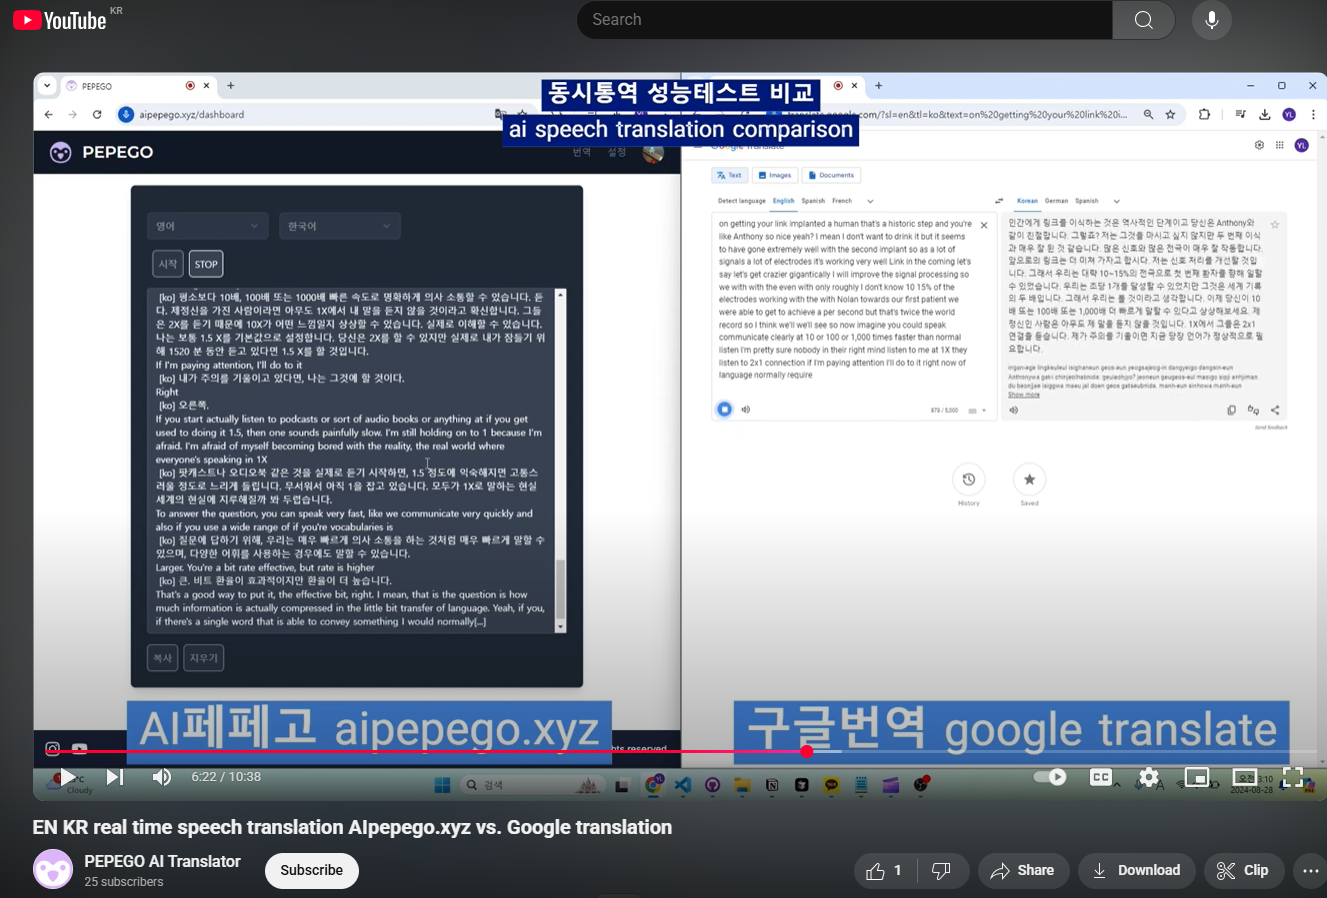 YouTube KR
Search
PEPEGO
aipepego.xyz/dashboard
동시통역 성능테스트 비교
ai speech translation comparison
translate.google.com/?sl=en&tl=ko&text=on%20getting%20your%20link%20i...
PEPEGO
번역 설정
영어
한국어
시작
STOP
[ko] 평소보다 10배, 100배 또는 1000배 빠른 속도로 명확하게 의사 소통할 수 있습니다. 듣
다. 제정신을 가진 사람이라면 아무도 1X에서 내 말을 듣지 않을 것이라고 확신합니다. 그들
은 2X를 듣기 때문에 10X가 어떤 느낌일지 상상할 수 있습니다. 실제로 이해할 수 있습니다.
나는 보통 1.5 X를 기본값으로 설정합니다. 당신은 2X를 할 수 있지만 실제로 내가 잠들기 위
해 1520 분 동안 듣고 있다면 1.5 X를 할 것입니다.
If I'm paying attention, I'll do to it
[ko] 내가 주의를 기울이고 있다면, 나는 그것에 할 것이다.
Right
[ko] 오른쪽.
If you start actually listen to podcasts or sort of audio books or anything at if you get
used to doing it 1.5, then one sounds painfully slow. I'm still holding on to 1 because I'm
afraid. I'm afraid of myself becoming bored with the reality, the real world where
everyone's speaking in 1X
[ko] 팟캐스트나 오디오북 같은 것을 실제로 듣기 시작하면, 1.5 정도에 익숙해지면 고통스
러울 정도로 느리게 들립니다. 무서워서 아직 1을 잡고 있습니다. 모두가 1X로 말하는 현실
세계의 현실에 지루해질까 봐 두렵습니다.
To answer the question, you can speak very fast, like we communicate very quickly and
also if you use a wide range of if you're vocabularies is
[ko] 질문에 답하기 위해, 우리는 매우 빠르게 의사 소통을 하는 것처럼 매우 빠르게 말할 수
있으며, 다양한 어휘를 사용하는 경우에도 말할 수 있습니다.
Larger. You're a bit rate effective, but rate is higher
[ko] 큰. 비트 환율이 효과적이지만 환율이 더 높습니다.
That's a good way to put it, the effective bit, right. I mean, that is the question is how
much information is actually compressed in the little bit transfer of language. Yeah, if you,
if there's a single word that is able to convey something I would normally[...]
복사
지우기
Text
Images
Documents
Detect language English Spanish French
Korean German Spanish
on getting your link implanted a human that's a historic step and you're
like Anthony so nice yeah? I mean I don't want to drink it but it seems
to have gone extremely well with the second implant so as a lot of
signals a lot of electrodes it's working very well Link in the coming let's
say let's get crazier gigantically I will improve the signal processing so
we with with the even with only roughly I don't know 10 15% of the
electrodes working with the with Nolan towards our first patient we
were able to get to achieve a per second but that's twice the world
record so I think we'll we'll see so now imagine you could speak
communicate clearly at 10 or 100 or 1,000 times faster than normal
listen I'm pretty sure nobody in their right mind listen to me at 1X they
listen to 2x1 connection if I'm paying attention I'll do it right now of
language normally require
873 / 5,000
인간에게 링크를 이식하는 것은 역사적인 단계이고 당신은 Anthony와
같이 친절합니다. 그렇죠? 저는 그것을 마시고 싶지 않지만 두 번째 이식
과 매우 잘 된 것 같습니다. 많은 신호와 많은 전극이 매우 잘 작동합니다.
앞으로의 링크는 더 미쳐 가자고 합시다. 저는 신호 처리를 개선할 것입니
다. 그래서 우리는 대략 10~15%의 전극으로 첫 번째 환자를 향해 일할
수 있었습니다. 우리는 초당 1개를 달성할 수 있었지만 그것은 세계 기록
의 두 배입니다. 그래서 우리는 볼 것이라고 생각합니다. 이제 당신이 10
배 또는 100배 또는 1,000배 더 빠르게 말할 수 있다고 상상해보세요. 제
정신인 사람은 아무도 제 말을 듣지 않을 것입니다. 1X에서 그들은 2x1
연결을 듣습니다. 제가 주의를 기울이면 지금 당장 언어가 정상적으로 필
요합니다.
Show more
Send feedback
History
Saved
AI페페고 aipepego.xyz
구글번역 google translate
hts reserved
6:22 / 10:38
Cloudy
검색
CC
오전 3:10
2024-08-28
EN KR real time speech translation AIpepego.xyz vs. Google translation
PEPEGO AI Translator
25 subscribers
Subscribe
1
Share
Download
Clip